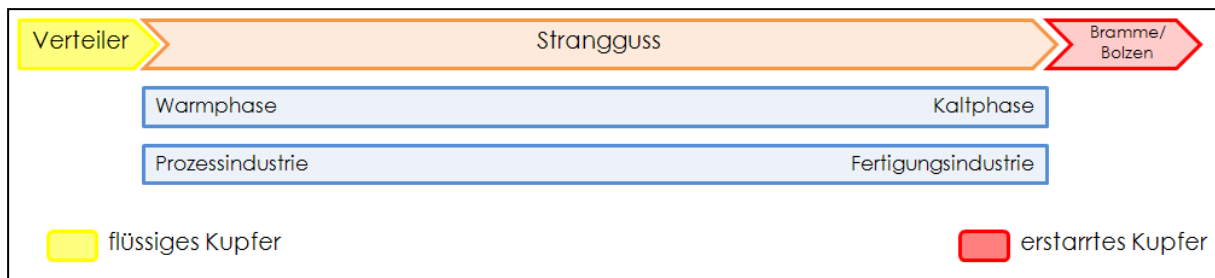 Verteiler
Strangguss
Bramme/
Bolzen
Warmphase Kaltphase
Prozessindustrie Fertigungsindustrie
flüssiges Kupfer erstarrtes Kupfer